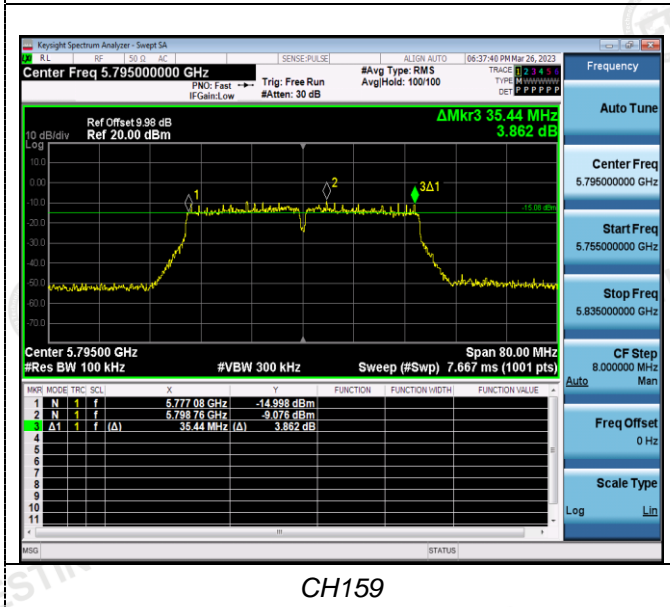 Keysight Spectrum Analyzer - Swept SA
RL RF 50 Ω AC SENSE:PULSE ALIGN AUTO 06:37:40 PM Mar 26, 2023
Center Freq 5.795000000 GHz
PNO: Fast
IFGain:Low
Trig: Free Run
#Atten: 30 dB
#Avg Type: RMS
Avg|Hold: 100/100
TRACE 1 2 3 4 5 6
TYPE M
DET P P P P P P
Ref Offset 9.98 dB
10 dB/div Ref 20.00 dBm
Log
ΔMkr3 35.44 MHz
3.862 dB
10.0
0.00
-10.0
-20.0
-30.0
-40.0
-50.0
-60.0
-70.0
1
2
3Δ1
-15.08 dBm
Center 5.79500 GHz Span 80.00 MHz
#Res BW 100 kHz #VBW 300 kHz Sweep (#Swp) 7.667 ms (1001 pts)
MKR MODE TRC SCL X Y FUNCTION FUNCTION WIDTH FUNCTION VALUE
1 N 1 f 5.777 08 GHz -14.998 dBm
2 N 1 f 5.798 76 GHz -9.076 dBm
3 Δ1 1 f (Δ) 35.44 MHz (Δ) 3.862 dB
4
5
6
7
8
9
10
11
MSG STATUS
Frequency
Auto Tune
Center Freq
5.795000000 GHz
Start Freq
5.755000000 GHz
Stop Freq
5.835000000 GHz
CF Step
8.000000 MHz
Auto Man
Freq Offset
0 Hz
Scale Type
Log Lin
CH159